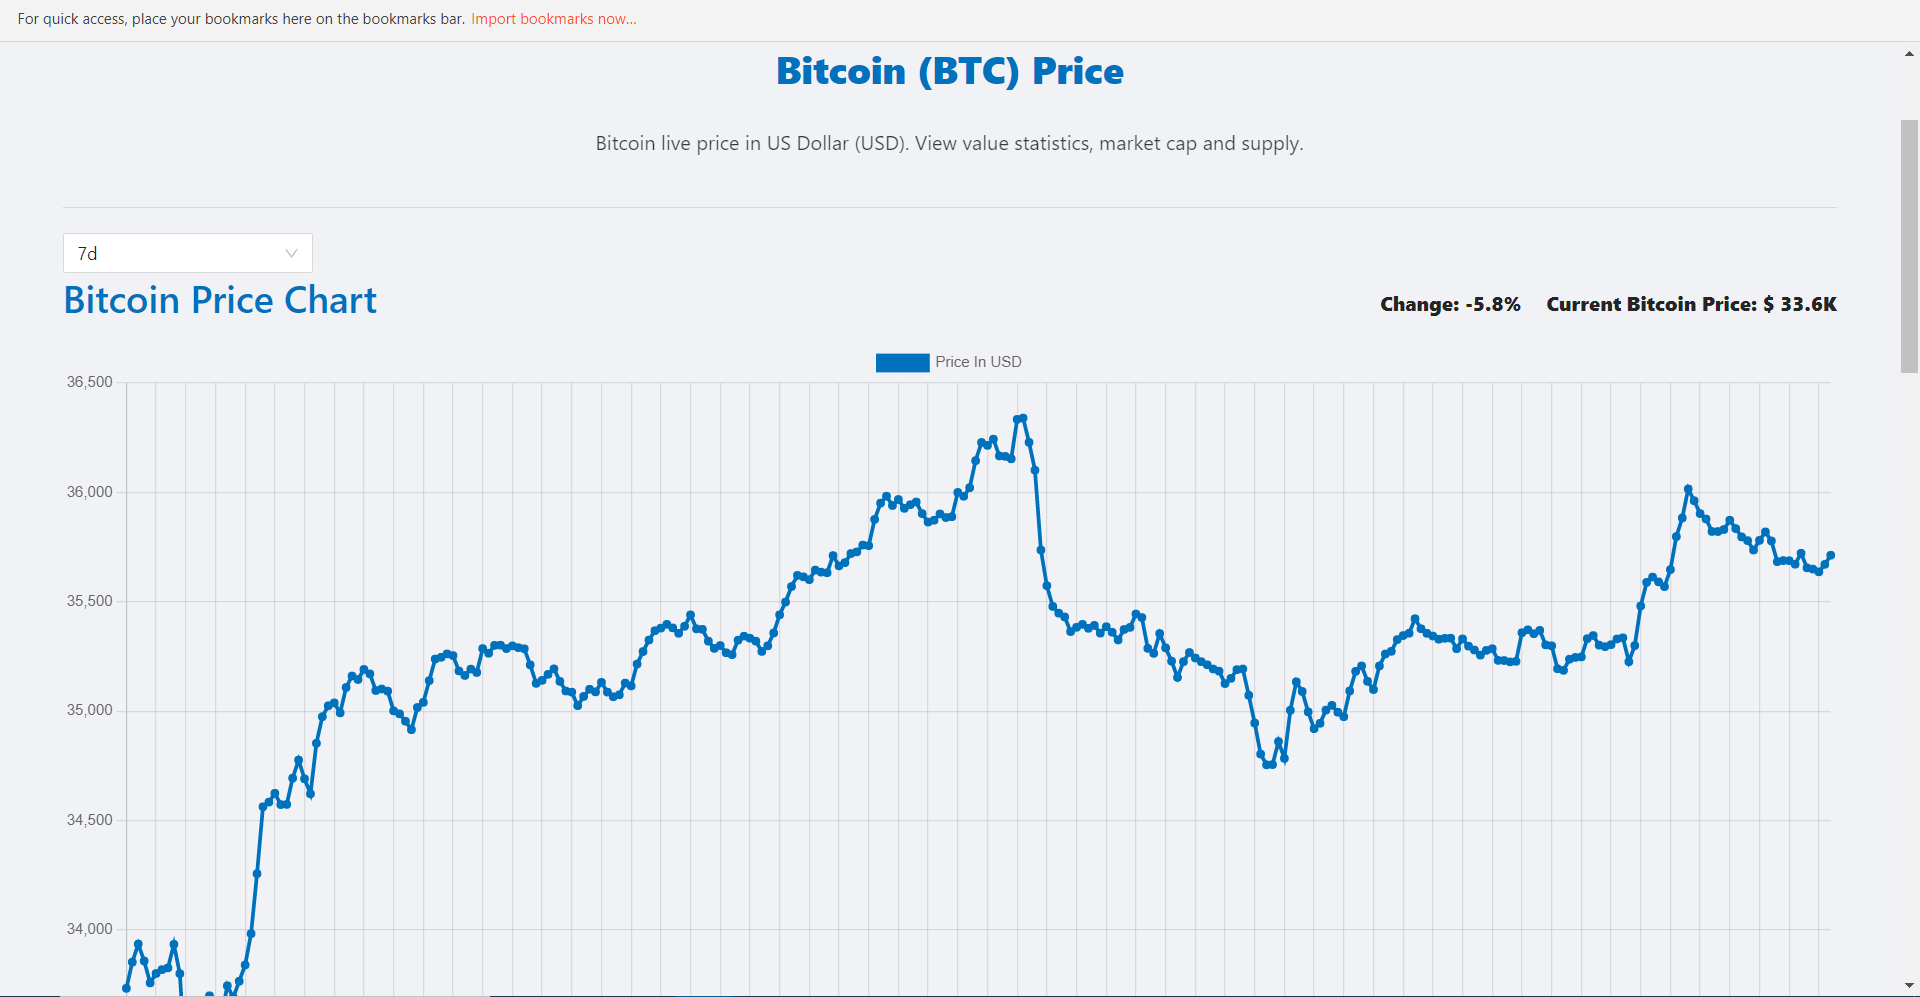 For quick access, place your bookmarks here on the bookmarks bar. Import bookmarks now...
Bitcoin (BTC) Price
Bitcoin live price in US Dollar (USD). View value statistics, market cap and supply.
7d
Bitcoin Price Chart
Change: -5.8% Current Bitcoin Price: $ 33.6K
Price In USD
36,500
36,000
35,500
35,000
34,500
34,000